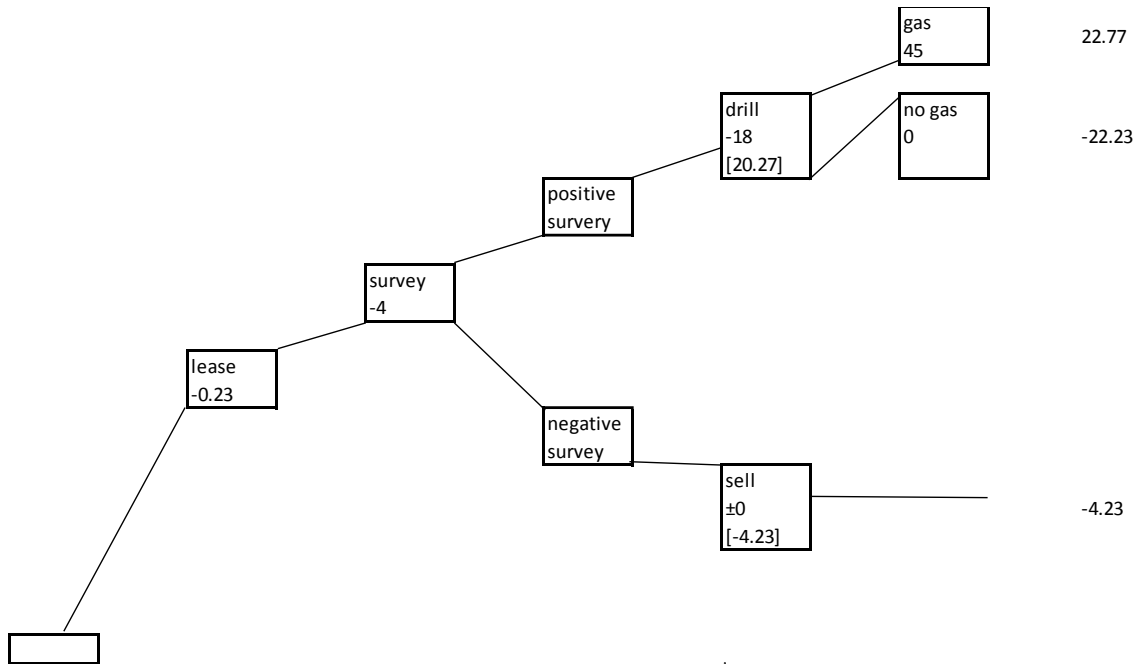 gas
45
22.77
drill
-18
[20.27]
no gas
0
-22.23
positive
survery
survey
-4
lease
-0.23
negative
survey
sell
±0
[-4.23]
-4.23